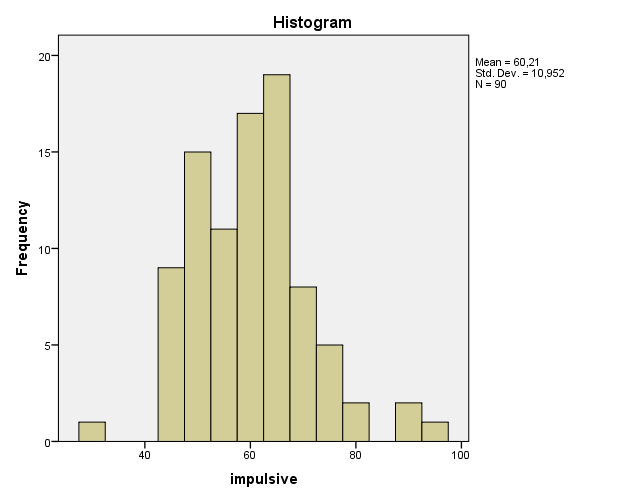 Histogram
Mean = 60,21
Std. Dev. = 10,952
N = 90
Frequency
20
15
10
5
0
40 60 80 100
impulsive